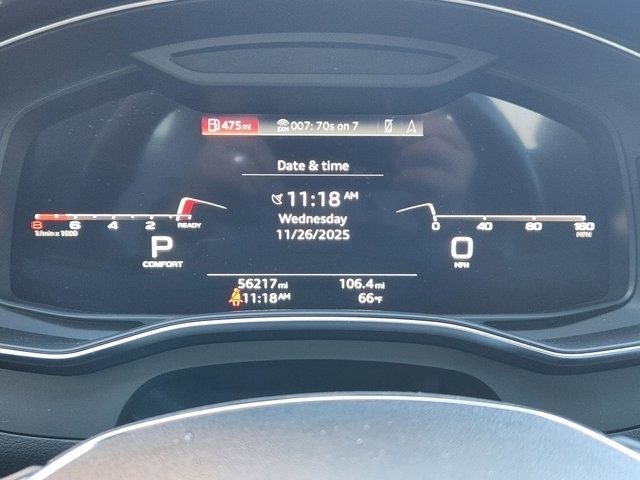 475 mi SXM 007: 70s on 7 A
Date & time
11:18 AM
Wednesday
11/26/2025
8 6 4 2 READY
1/min x 1000
0 40 80 160
MPH
P
COMFORT
0
MPH
56217 mi 106.4 mi
11:18 AM 66°F